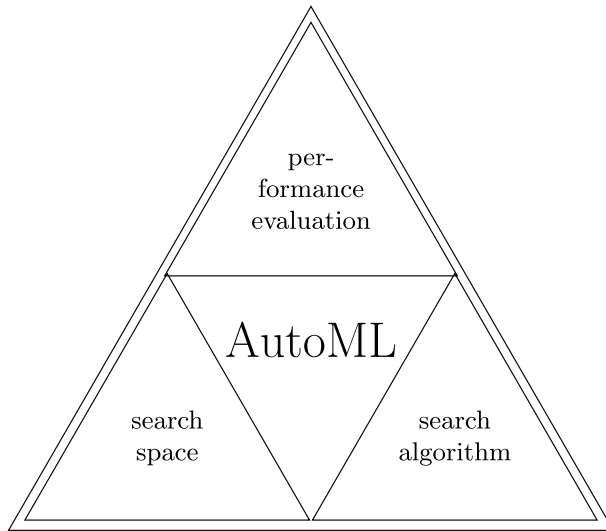 per-
formance
evaluation
AutoML
search
space
search
algorithm